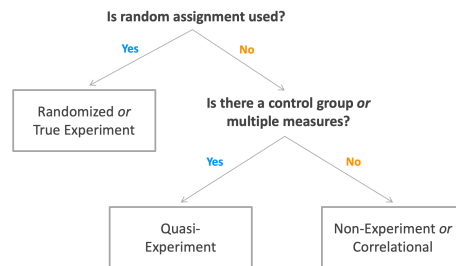 Is random assignment used?
Yes
No
Randomized or
True Experiment
Is there a control group or
multiple measures?
Yes
No
Quasi-
Experiment
Non-Experiment or
Correlational